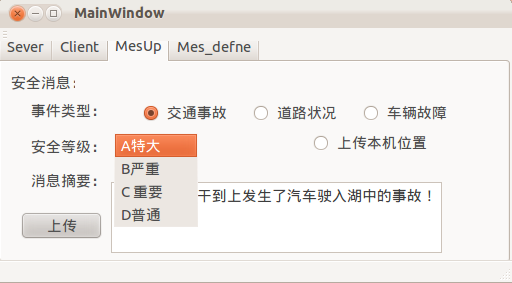 MainWindow
Sever Client MesUp Mes_defne
安全消息:
事件类型: 交通事故 道路状况 车辆故障
安全等级: A特大 上传本机位置
B严重
消息摘要: 干到上发生了汽车驶入湖中的事故！
C 重要
D普通
上传